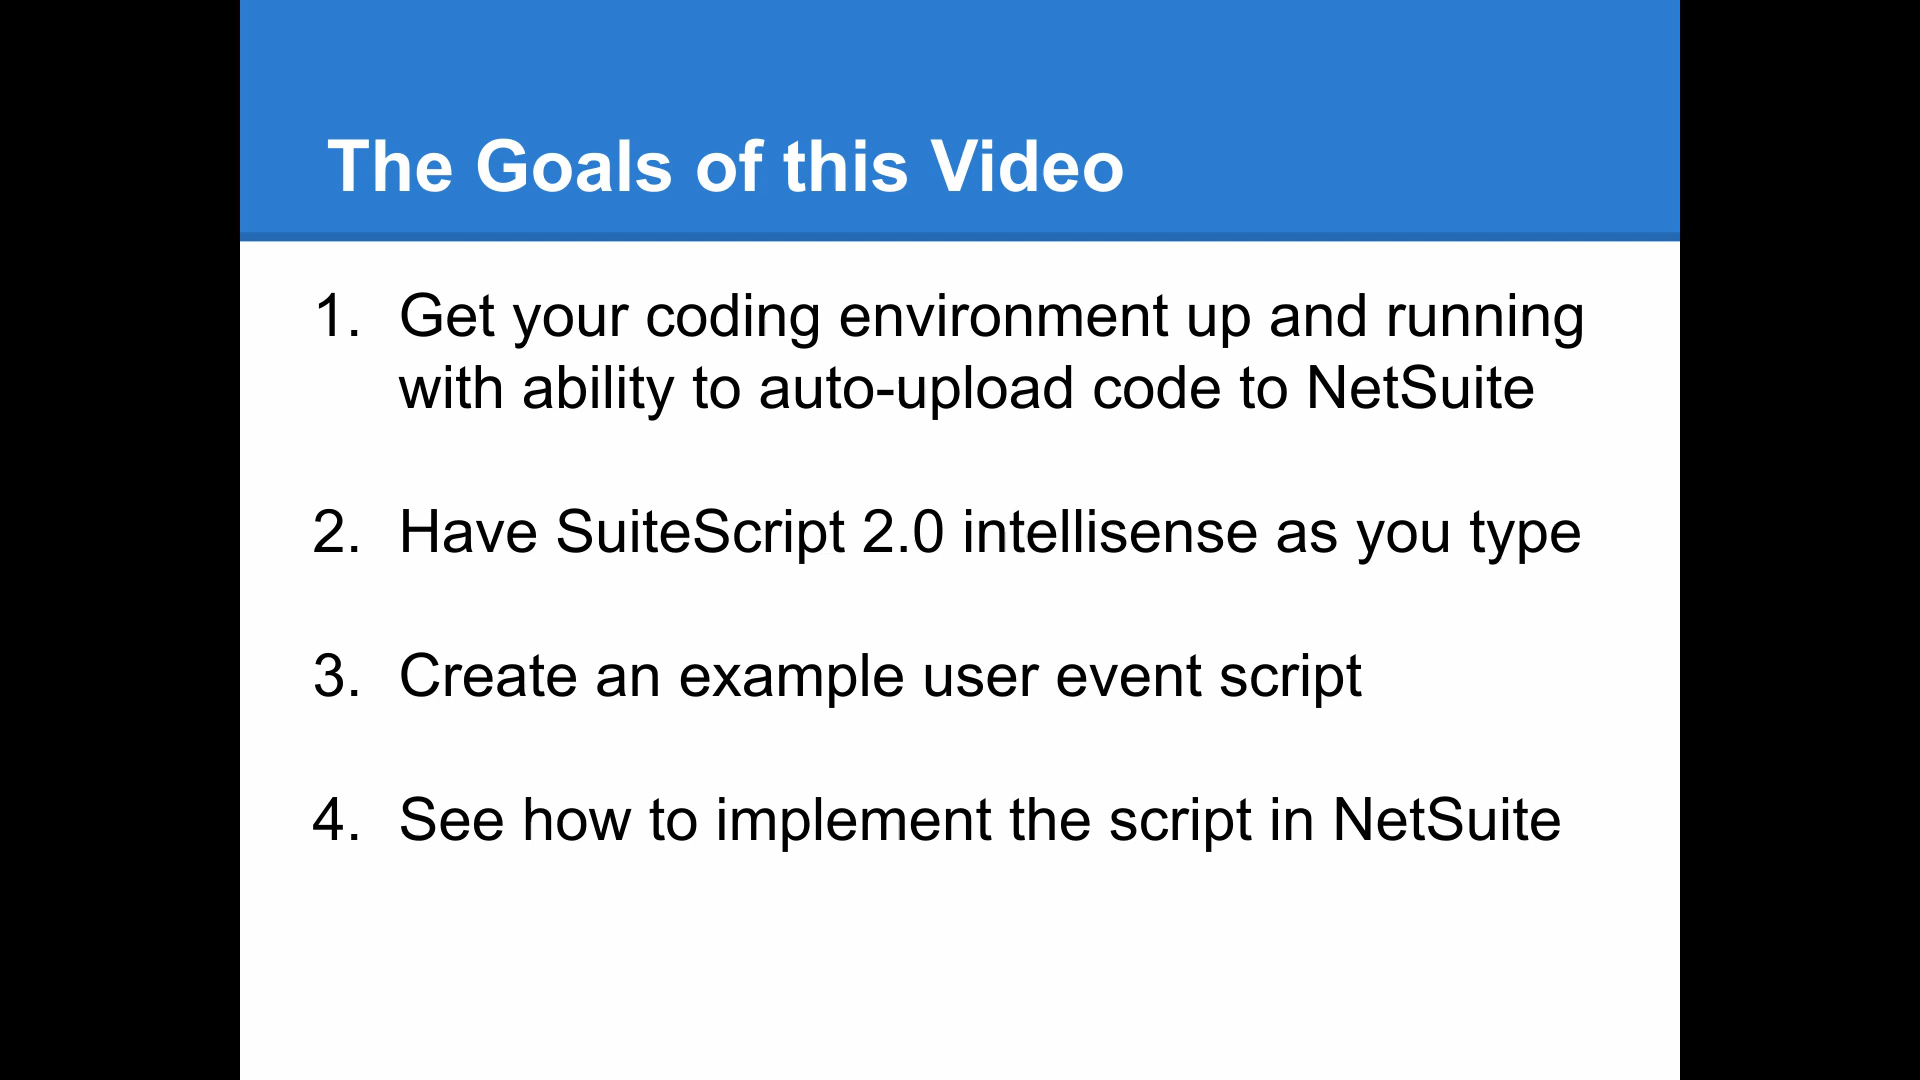 The Goals of this Video
1. Get your coding environment up and running
with ability to auto-upload code to NetSuite
2. Have SuiteScript 2.0 intellisense as you type
3. Create an example user event script
4. See how to implement the script in NetSuite